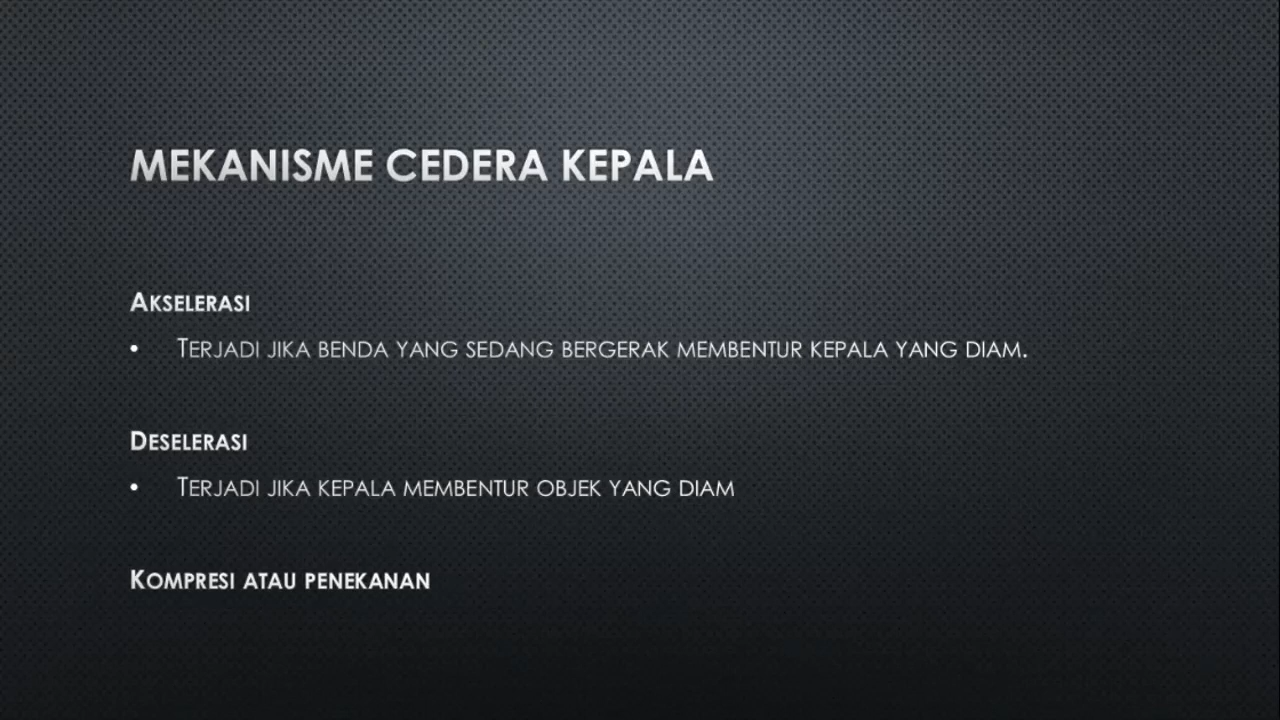 MEKANISME CEDERA KEPALA
AKSELERASI
• TERJADI JIKA BENDA YANG SEDANG BERGERAK MEMBENTUR KEPALA YANG DIAM.
DESELERASI
• TERJADI JIKA KEPALA MEMBENTUR OBJEK YANG DIAM
KOMPRESI ATAU PENEKANAN